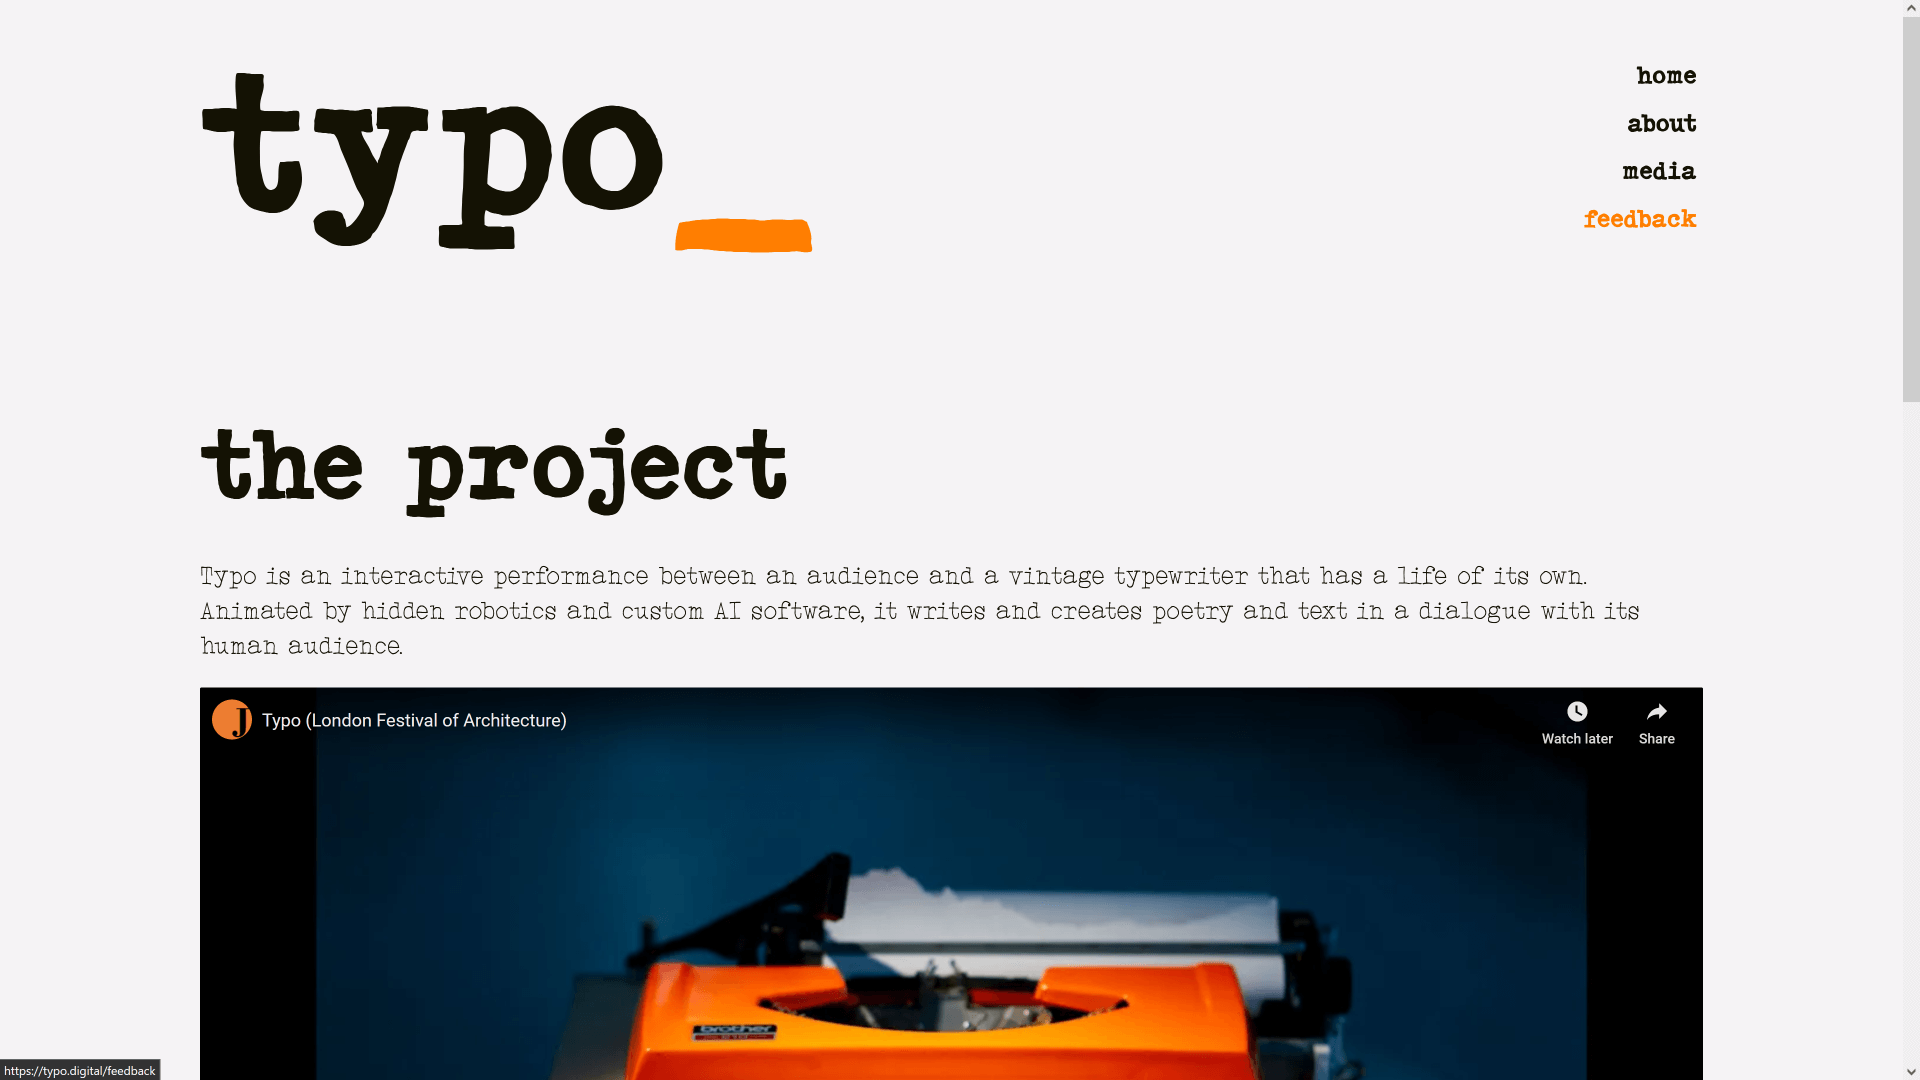 typo_
home
about
media
feedback
the project
Typo is an interactive performance between an audience and a vintage typewriter that has a life of its own.
Animated by hidden robotics and custom AI software, it writes and creates poetry and text in a dialogue with its
human audience.
J
Typo (London Festival of Architecture)
Watch later
Share
brother
https://typo.digital/feedback